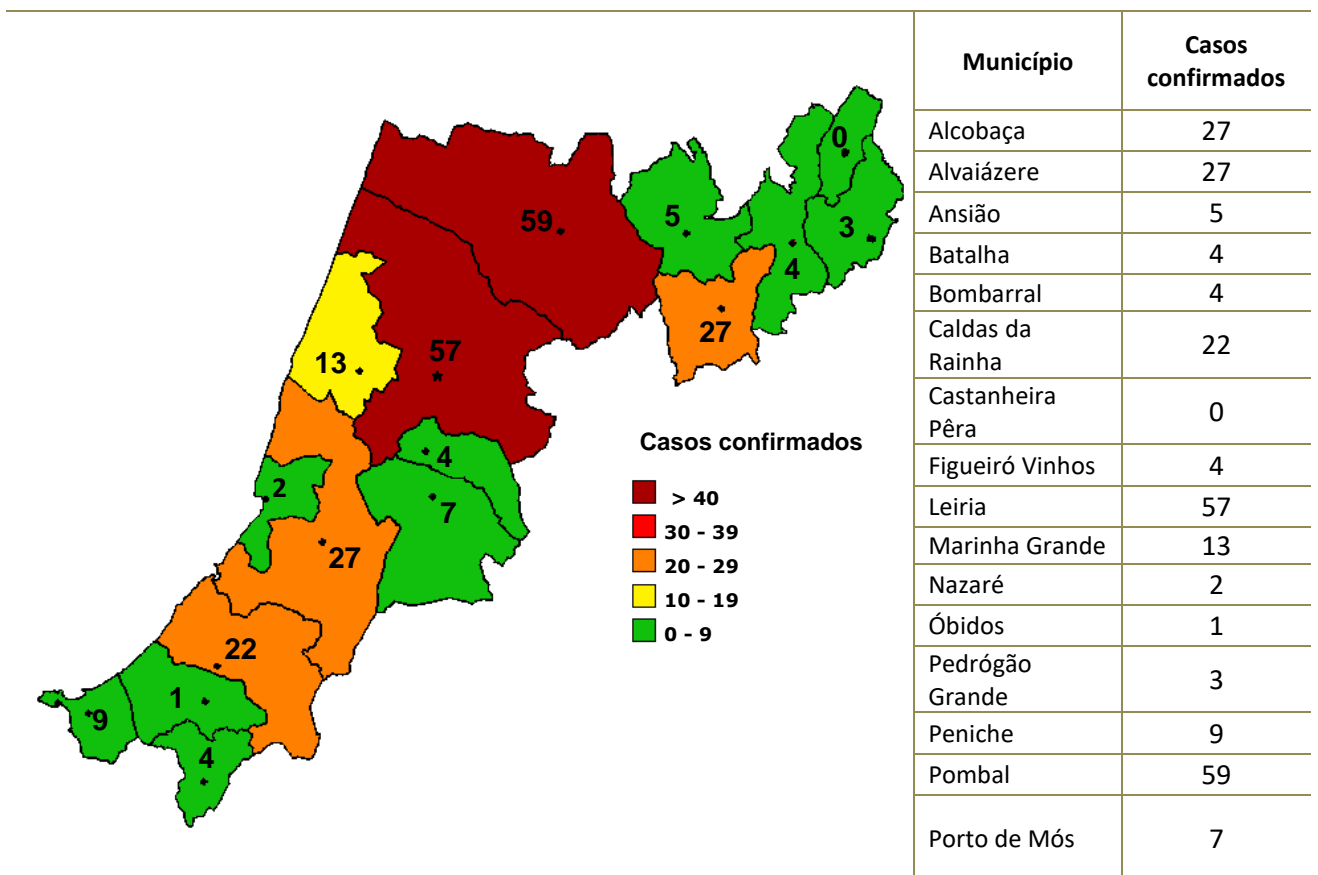 0
59
5
3
4
27
13
57
4
2
7
27
22
1
9
4
Casos confirmados
> 40
30 - 39
20 - 29
10 - 19
0 - 9
Município Casos
confirmados
Alcobaça 27
Alvaiázere 27
Ansião 5
Batalha 4
Bombarral 4
Caldas da
Rainha 22
Castanheira
Pêra 0
Figueiró Vinhos 4
Leiria 57
Marinha Grande 13
Nazaré 2
Óbidos 1
Pedrógão
Grande 3
Peniche 9
Pombal 59
Porto de Mós 7